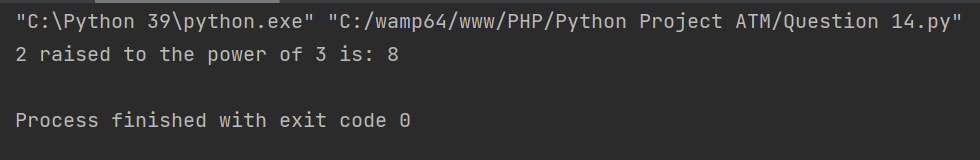 "C:\Python 39\python.exe" "C:/wamp64/www/PHP/Python Project ATM/Question 14.py"
2 raised to the power of 3 is: 8
Process finished with exit code 0